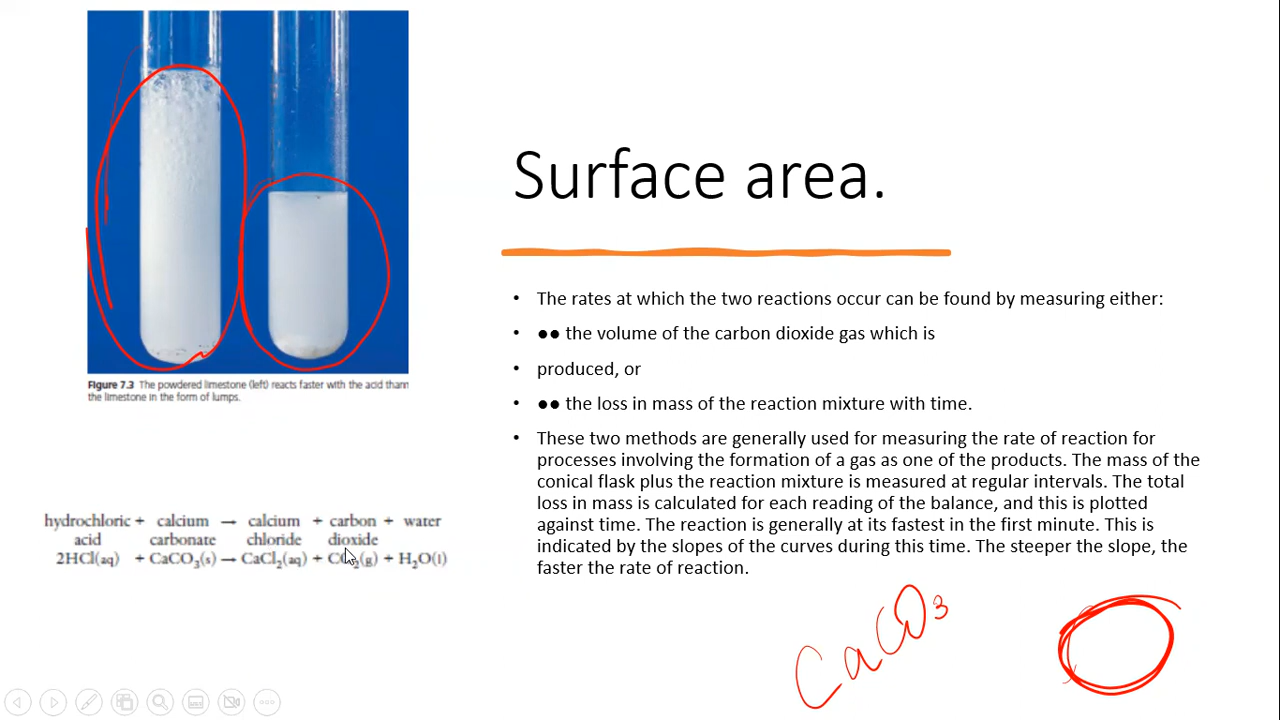 Figure 7.3 The powdered limestone (left) reacts faster with the acid than
the limestone in the form of lumps.
hydrochloric + calcium → calcium + carbon + water
acid carbonate chloride dioxide
2HCl(aq) + CaCO₃(s) → CaCl₂(aq) + CO₂(g) + H₂O(l)
Surface area.
• The rates at which the two reactions occur can be found by measuring either:
• ●● the volume of the carbon dioxide gas which is
• produced, or
• ●● the loss in mass of the reaction mixture with time.
• These two methods are generally used for measuring the rate of reaction for
processes involving the formation of a gas as one of the products. The mass of the
conical flask plus the reaction mixture is measured at regular intervals. The total
loss in mass is calculated for each reading of the balance, and this is plotted
against time. The reaction is generally at its fastest in the first minute. This is
indicated by the slopes of the curves during this time. The steeper the slope, the
faster the rate of reaction.
CaCO3